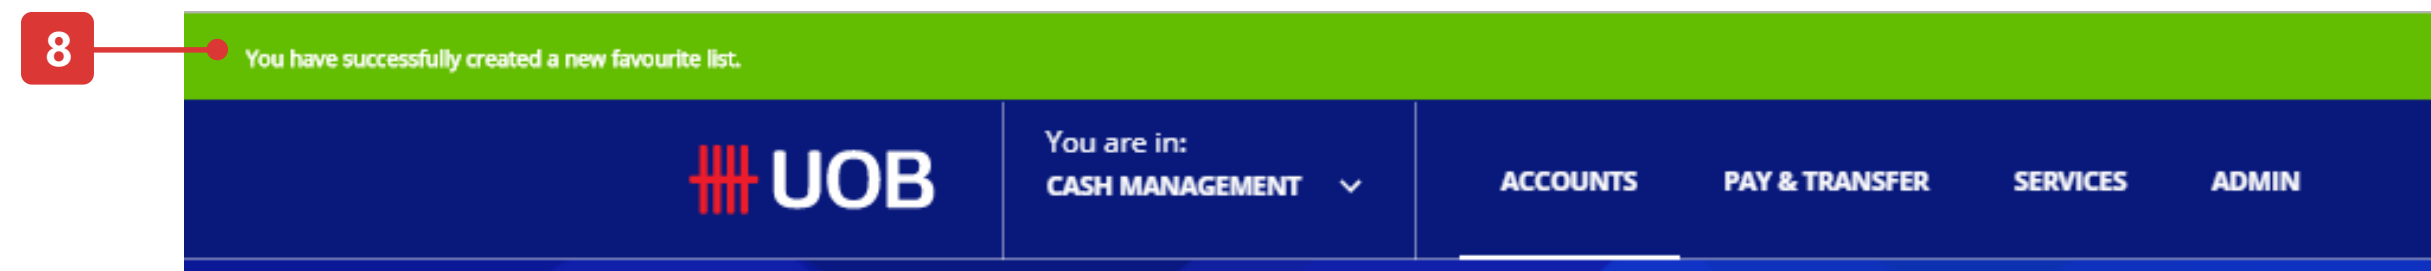 8
You have successfully created a new favourite list.
UOB
You are in:
CASH MANAGEMENT
ACCOUNTS
PAY & TRANSFER
SERVICES
ADMIN